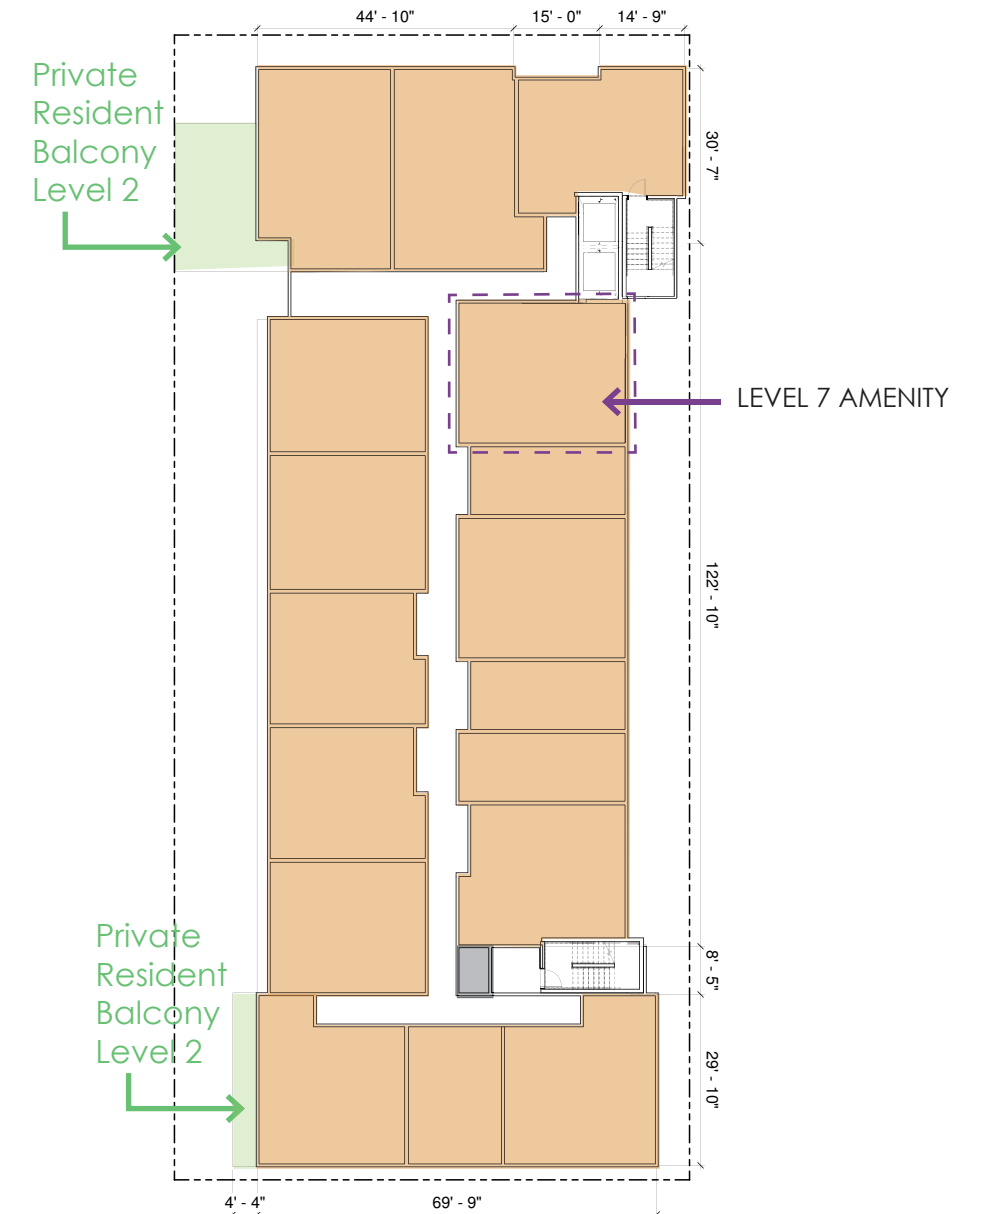 44' - 10"
15' - 0"
14' - 9"
Private
Resident
Balcony
Level 2
30' - 7"
LEVEL 7 AMENITY
122' - 10"
Private
Resident
Balcony
Level 2
8' - 5"
29' - 10"
4' - 4"
69' - 9"